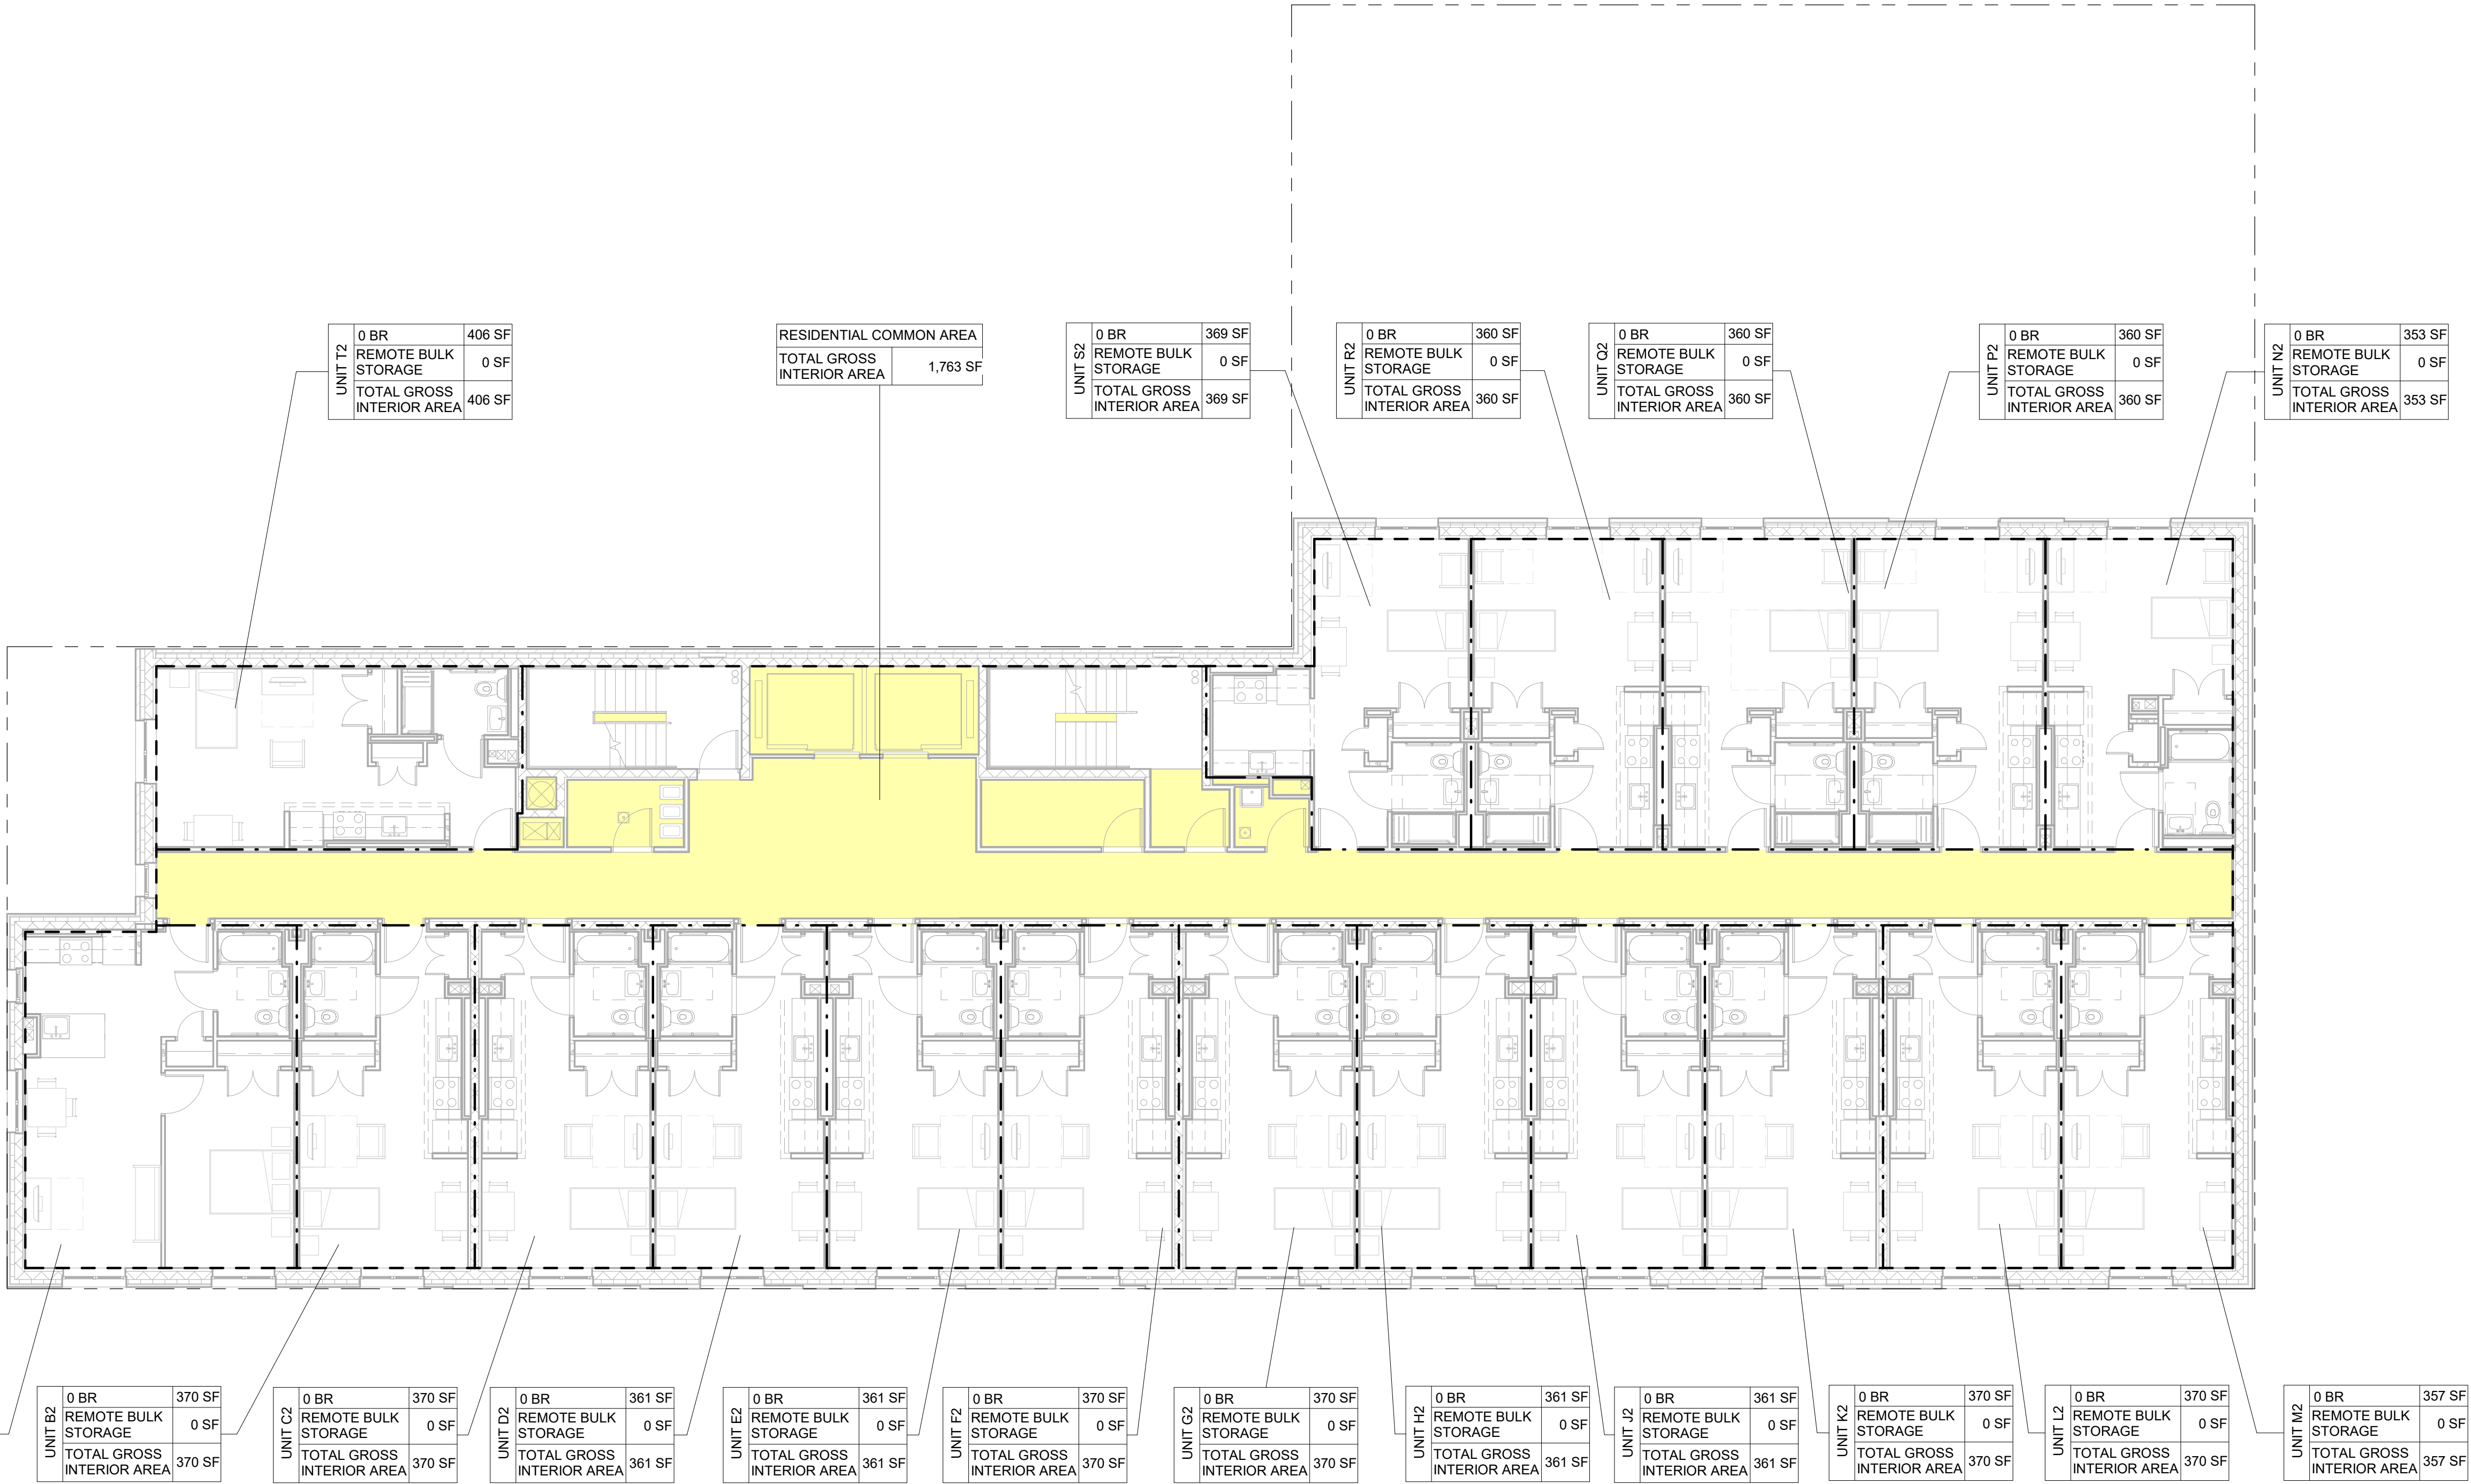 UNIT T2
0 BR 406 SF
REMOTE BULK
STORAGE 0 SF
TOTAL GROSS
INTERIOR AREA 406 SF
RESIDENTIAL COMMON AREA
TOTAL GROSS
INTERIOR AREA 1,763 SF
UNIT S2
0 BR 369 SF
REMOTE BULK
STORAGE 0 SF
TOTAL GROSS
INTERIOR AREA 369 SF
UNIT R2
0 BR 360 SF
REMOTE BULK
STORAGE 0 SF
TOTAL GROSS
INTERIOR AREA 360 SF
UNIT Q2
0 BR 360 SF
REMOTE BULK
STORAGE 0 SF
TOTAL GROSS
INTERIOR AREA 360 SF
UNIT P2
0 BR 360 SF
REMOTE BULK
STORAGE 0 SF
TOTAL GROSS
INTERIOR AREA 360 SF
UNIT N2
0 BR 353 SF
REMOTE BULK
STORAGE 0 SF
TOTAL GROSS
INTERIOR AREA 353 SF
UNIT B2
0 BR 370 SF
REMOTE BULK
STORAGE 0 SF
TOTAL GROSS
INTERIOR AREA 370 SF
UNIT C2
0 BR 370 SF
REMOTE BULK
STORAGE 0 SF
TOTAL GROSS
INTERIOR AREA 370 SF
UNIT D2
0 BR 361 SF
REMOTE BULK
STORAGE 0 SF
TOTAL GROSS
INTERIOR AREA 361 SF
UNIT E2
0 BR 361 SF
REMOTE BULK
STORAGE 0 SF
TOTAL GROSS
INTERIOR AREA 361 SF
UNIT F2
0 BR 370 SF
REMOTE BULK
STORAGE 0 SF
TOTAL GROSS
INTERIOR AREA 370 SF
UNIT G2
0 BR 370 SF
REMOTE BULK
STORAGE 0 SF
TOTAL GROSS
INTERIOR AREA 370 SF
UNIT H2
0 BR 361 SF
REMOTE BULK
STORAGE 0 SF
TOTAL GROSS
INTERIOR AREA 361 SF
UNIT J2
0 BR 361 SF
REMOTE BULK
STORAGE 0 SF
TOTAL GROSS
INTERIOR AREA 361 SF
UNIT K2
0 BR 370 SF
REMOTE BULK
STORAGE 0 SF
TOTAL GROSS
INTERIOR AREA 370 SF
UNIT L2
0 BR 370 SF
REMOTE BULK
STORAGE 0 SF
TOTAL GROSS
INTERIOR AREA 370 SF
UNIT M2
0 BR 357 SF
REMOTE BULK
STORAGE 0 SF
TOTAL GROSS
INTERIOR AREA 357 SF